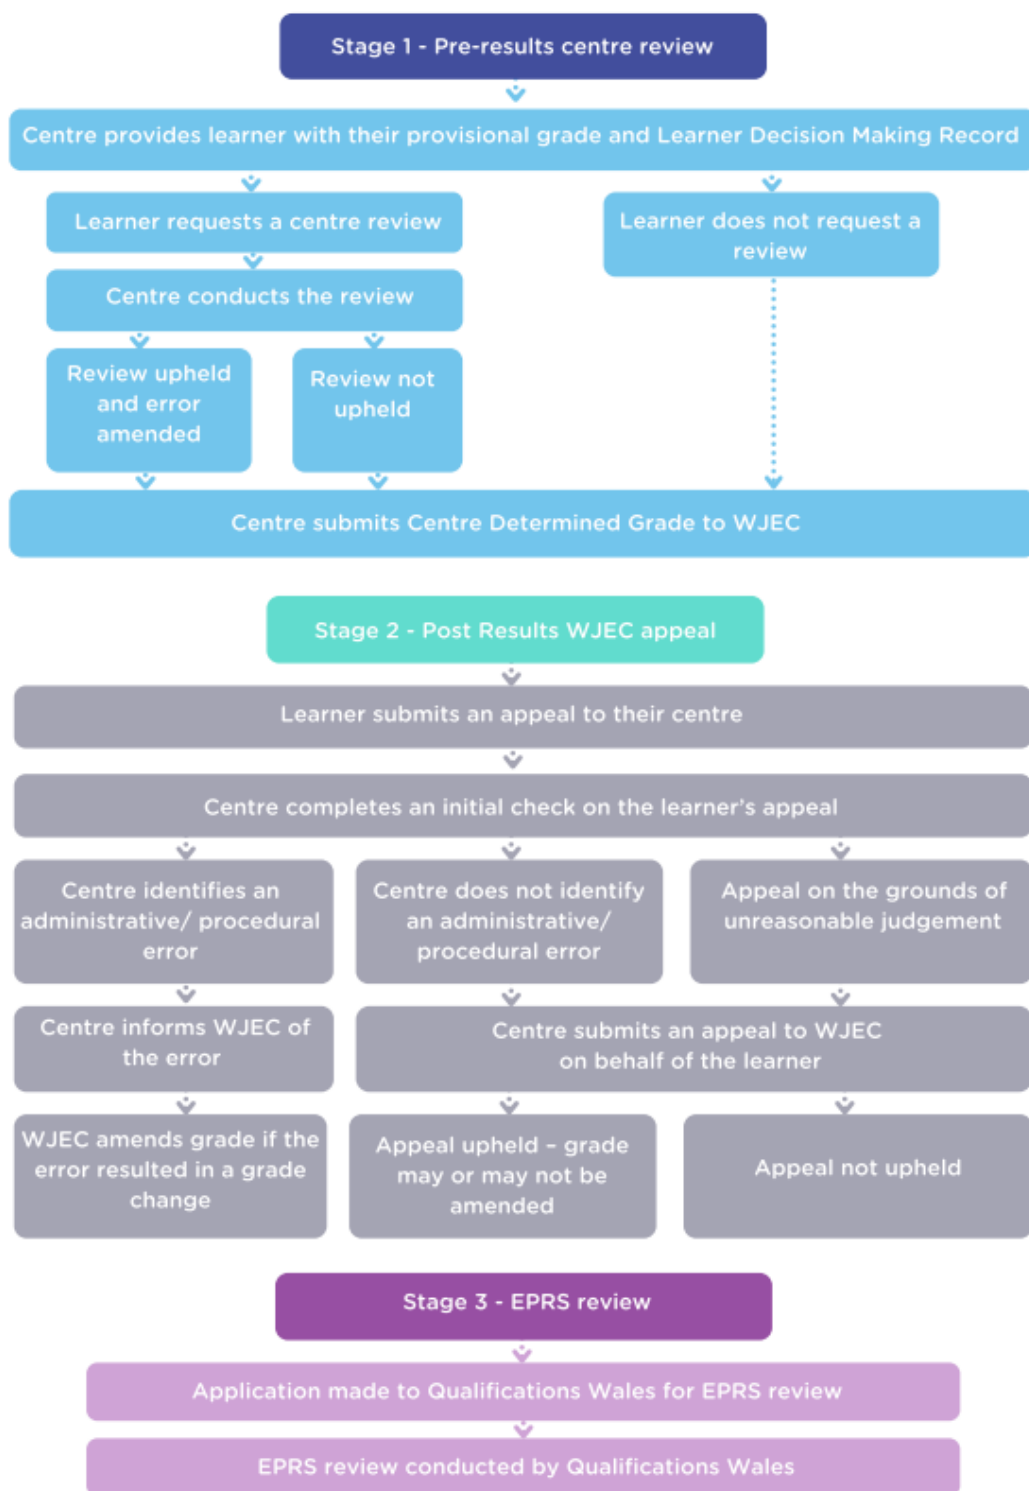 Stage 1 - Pre-results centre review
Centre provides learner with their provisional grade and Learner Decision Making Record
Learner requests a centre review
Learner does not request a
review
Centre conducts the review
Review upheld
and error
amended
Review not
upheld
Centre submits Centre Determined Grade to WJEC
Stage 2 - Post Results WJEC appeal
Learner submits an appeal to their centre
Centre completes an initial check on the learner's appeal
Centre identifies an
administrative/ procedural
error
Centre does not identify
an administrative/
procedural error
Appeal on the grounds of
unreasonable judgement
Centre informs WJEC of
the error
Centre submits an appeal to WJEC
on behalf of the learner
WJEC amends grade if the
error resulted in a grade
change
Appeal upheld – grade
may or may not be
amended
Appeal not upheld
Stage 3 - EPRS review
Application made to Qualifications Wales for EPRS review
EPRS review conducted by Qualifications Wales